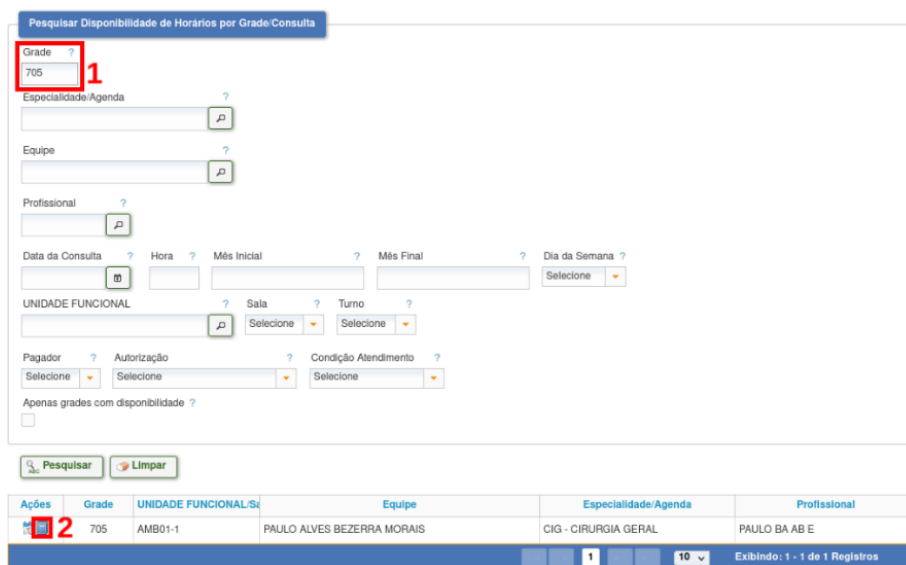 Pesquisar Disponibilidade de Horários por Grade/Consulta
Grade ?
705 1
Especialidade/Agenda ?
Equipe ?
Profissional ?
Data da Consulta ? Hora ? Mês Inicial ? Mês Final ? Dia da Semana ?
Selecione
UNIDADE FUNCIONAL ? Sala ? Turno ?
Selecione Selecione
Pagador ? Autorização ? Condição Atendimento ?
Selecione Selecione Selecione
Apenas grades com disponibilidade ?
Pesquisar Limpar
Ações Grade UNIDADE FUNCIONAL/Sa Equipe Especialidade/Agenda Profissional
2 705 AMB01-1 PAULO ALVES BEZERRA MORAIS CIG - CIRURGIA GERAL PAULO BA AB E
1 10 Exibindo: 1 - 1 de 1 Registros